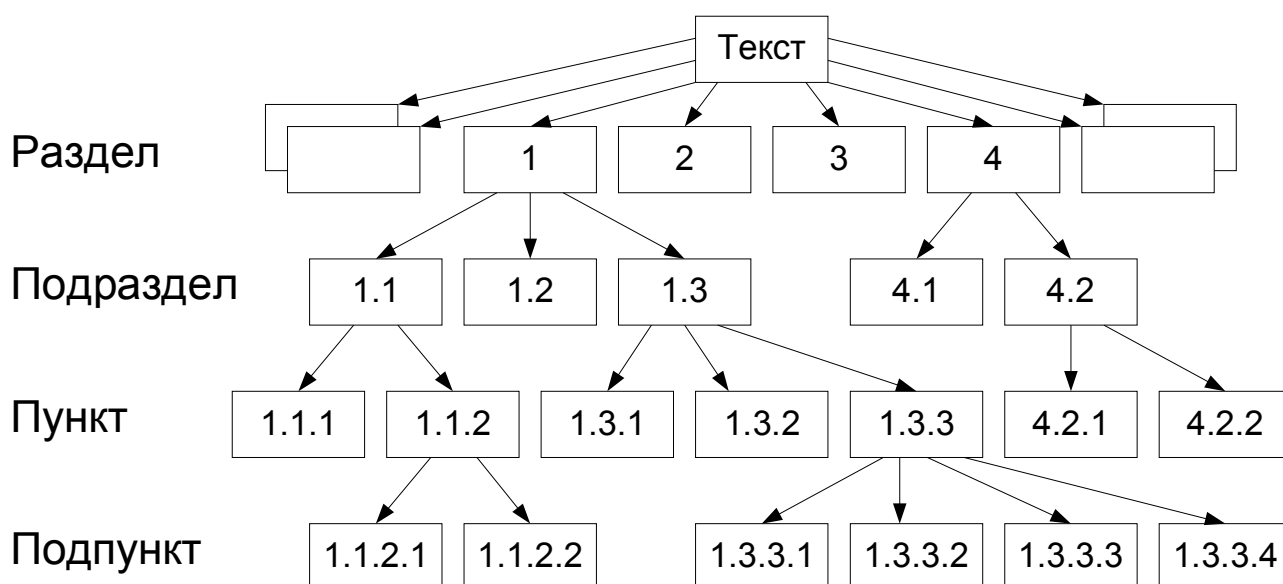 Текст
Раздел 1 2 3 4
Подраздел 1.1 1.2 1.3 4.1 4.2
Пункт 1.1.1 1.1.2 1.3.1 1.3.2 1.3.3 4.2.1 4.2.2
Подпункт 1.1.2.1 1.1.2.2 1.3.3.1 1.3.3.2 1.3.3.3 1.3.3.4